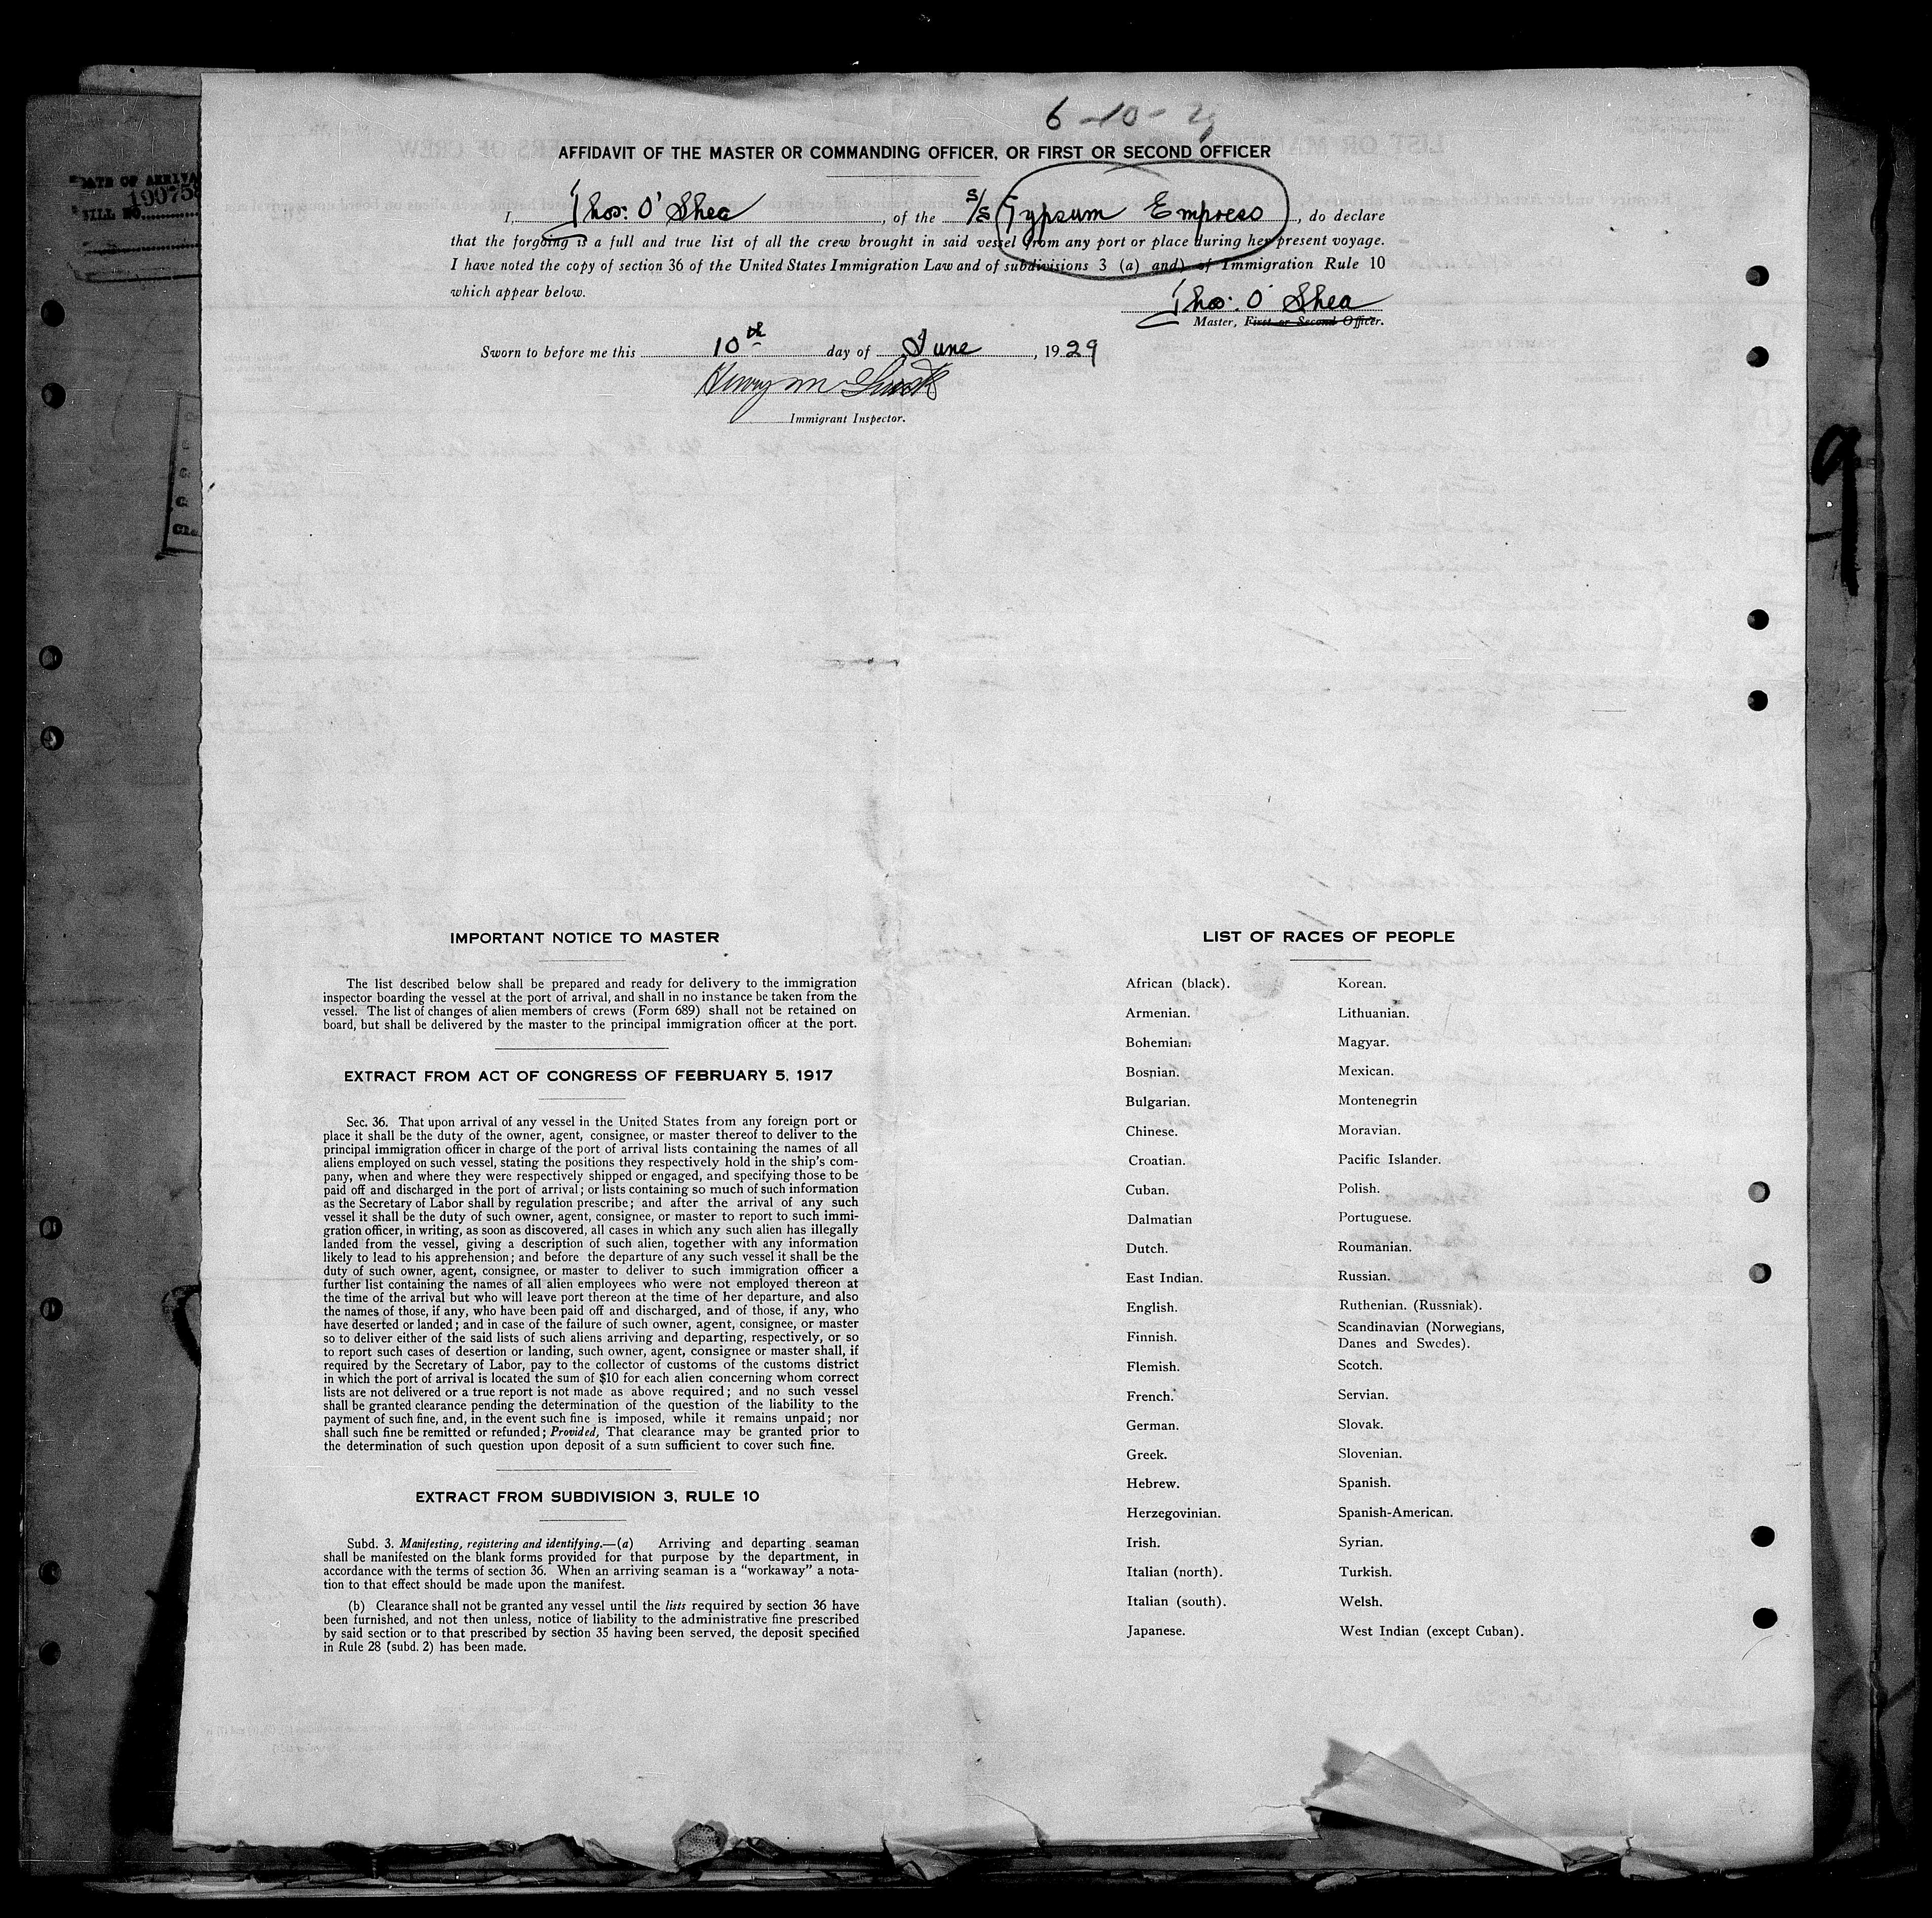 6-10-29
AFFIDAVIT OF THE MASTER OR COMMANDING OFFICER, OR FIRST OR SECOND OFFICER
I, Thos: O'Shea, of the S/S Gypsum Empress, do declare
that the forgoing is a full and true list of all the crew brought in said vessel from any port or place during her present voyage.
I have noted the copy of section 36 of the United States Immigration Law and of subdivisions 3 (a) and) of Immigration Rule 10
which appear below.
Thos: O'Shea
Master, First or Second Officer.
Sworn to before me this 10th day of June, 1929
Henry M
Immigrant Inspector.
DATE OF ARRIVA
BILL NO.
9
IMPORTANT NOTICE TO MASTER
The list described below shall be prepared and ready for delivery to the immigration
inspector boarding the vessel at the port of arrival, and shall in no instance be taken from the
vessel. The list of changes of alien members of crews (Form 689) shall not be retained on
board, but shall be delivered by the master to the principal immigration officer at the port.
EXTRACT FROM ACT OF CONGRESS OF FEBRUARY 5, 1917
Sec. 36. That upon arrival of any vessel in the United States from any foreign port or
place it shall be the duty of the owner, agent, consignee, or master thereof to deliver to the
principal immigration officer in charge of the port of arrival lists containing the names of all
aliens employed on such vessel, stating the positions they respectively hold in the ship's com-
pany, when and where they were respectively shipped or engaged, and specifying those to be
paid off and discharged in the port of arrival; or lists containing so much of such information
as the Secretary of Labor shall by regulation prescribe; and after the arrival of any such
vessel it shall be the duty of such owner, agent, consignee, or master to report to such immi-
gration officer, in writing, as soon as discovered, all cases in which any such alien has illegally
landed from the vessel, giving a description of such alien, together with any information
likely to lead to his apprehension; and before the departure of any such vessel it shall be the
duty of such owner, agent, consignee, or master to deliver to such immigration officer a
further list containing the names of all alien employees who were not employed thereon at
the time of the arrival but who will leave port thereon at the time of her departure, and also
the names of those, if any, who have been paid off and discharged, and of those, if any, who
have deserted or landed; and in case of the failure of such owner, agent, consignee, or master
so to deliver either of the said lists of such aliens arriving and departing, respectively, or so
to report such cases of desertion or landing, such owner, agent, consignee or master shall, if
required by the Secretary of Labor, pay to the collector of customs of the customs district
in which the port of arrival is located the sum of $10 for each alien concerning whom correct
lists are not delivered or a true report is not made as above required; and no such vessel
shall be granted clearance pending the determination of the question of the liability to the
payment of such fine, and, in the event such fine is imposed, while it remains unpaid; nor
shall such fine be remitted or refunded; Provided, That clearance may be granted prior to
the determination of such question upon deposit of a sum sufficient to cover such fine.
EXTRACT FROM SUBDIVISION 3, RULE 10
Subd. 3. Manifesting, registering and identifying.—(a) Arriving and departing seaman
shall be manifested on the blank forms provided for that purpose by the department, in
accordance with the terms of section 36. When an arriving seaman is a "workaway" a nota-
tion to that effect should be made upon the manifest.
(b) Clearance shall not be granted any vessel until the lists required by section 36 have
been furnished, and not then unless, notice of liability to the administrative fine prescribed
by said section or to that prescribed by section 35 having been served, the deposit specified
in Rule 28 (subd. 2) has been made.
LIST OF RACES OF PEOPLE
African (black).
Armenian.
Bohemian.
Bosnian.
Bulgarian.
Chinese.
Croatian.
Cuban.
Dalmatian
Dutch.
East Indian.
English.
Finnish.
Flemish.
French.
German.
Greek.
Hebrew.
Herzegovinian.
Irish.
Italian (north).
Italian (south).
Japanese.
Korean.
Lithuanian.
Magyar.
Mexican.
Montenegrin
Moravian.
Pacific Islander.
Polish.
Portuguese.
Roumanian.
Russian.
Ruthenian. (Russniak).
Scandinavian (Norwegians,
Danes and Swedes).
Scotch.
Servian.
Slovak.
Slovenian.
Spanish.
Spanish-American.
Syrian.
Turkish.
Welsh.
West Indian (except Cuban).